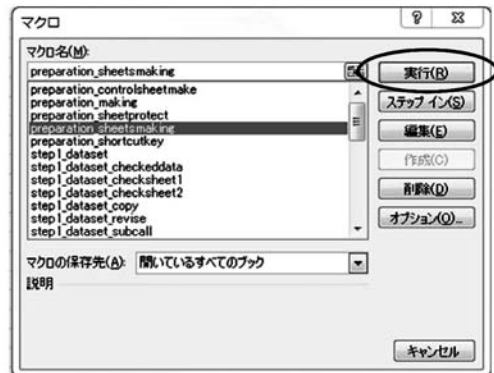 マクロ
マクロ名(M):
preparation_sheetsmaking
preparation_controlsheetmake
preparation_making
preparation_sheetprotect
preparation_sheetsmaking
preparation_shortcutkey
step1_dataset
step1_dataset_checkeddata
step1_dataset_checksheet1
step1_dataset_checksheet2
step1_dataset_copy
step1_dataset_revise
step1_dataset_subcall
実行(R)
ステップ イン(S)
編集(E)
作成(C)
削除(D)
オプション(O)...
マクロの保存先(A): 開いているすべてのブック
説明
キャンセル